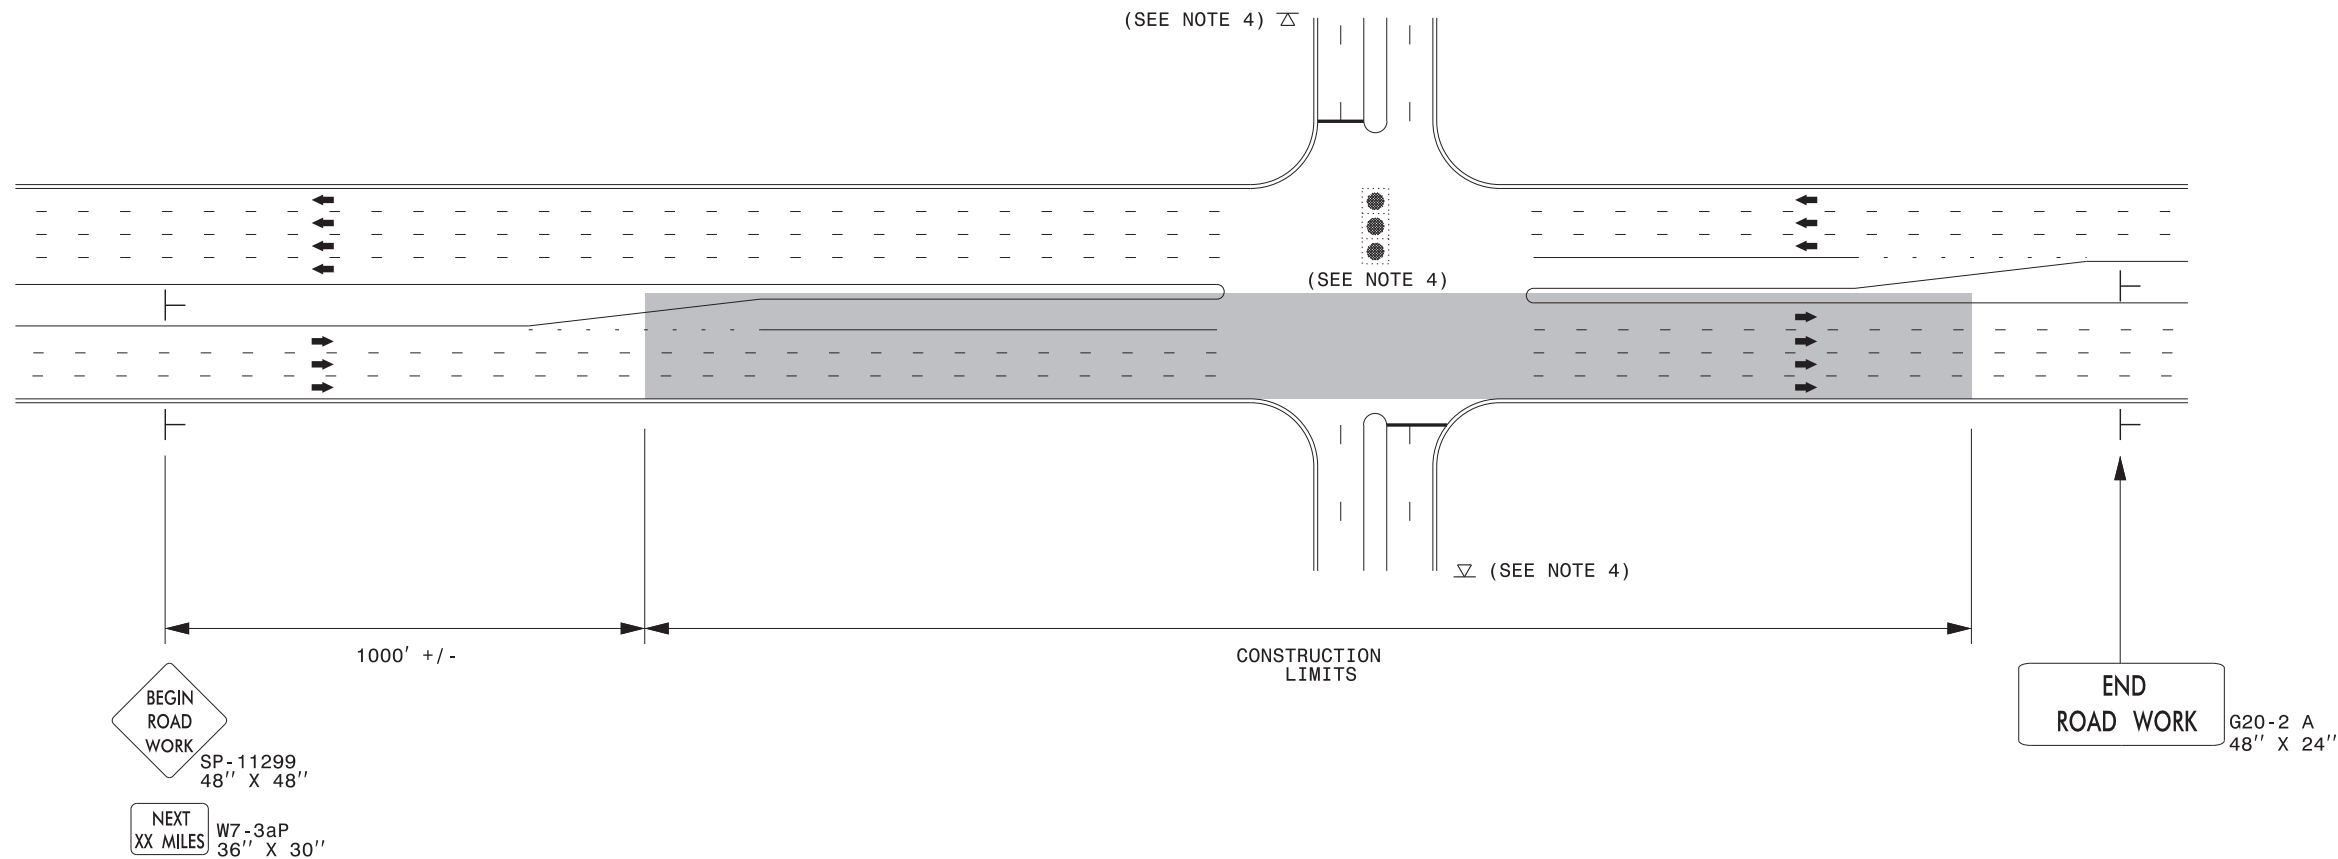 (SEE NOTE 4)
(SEE NOTE 4)
(SEE NOTE 4)
1000' +/-
CONSTRUCTION
LIMITS
BEGIN
ROAD
WORK
SP-11299
48'' X 48''
NEXT
XX MILES
W7-3aP
36'' X 30''
END
ROAD WORK
G20-2 A
48'' X 24''